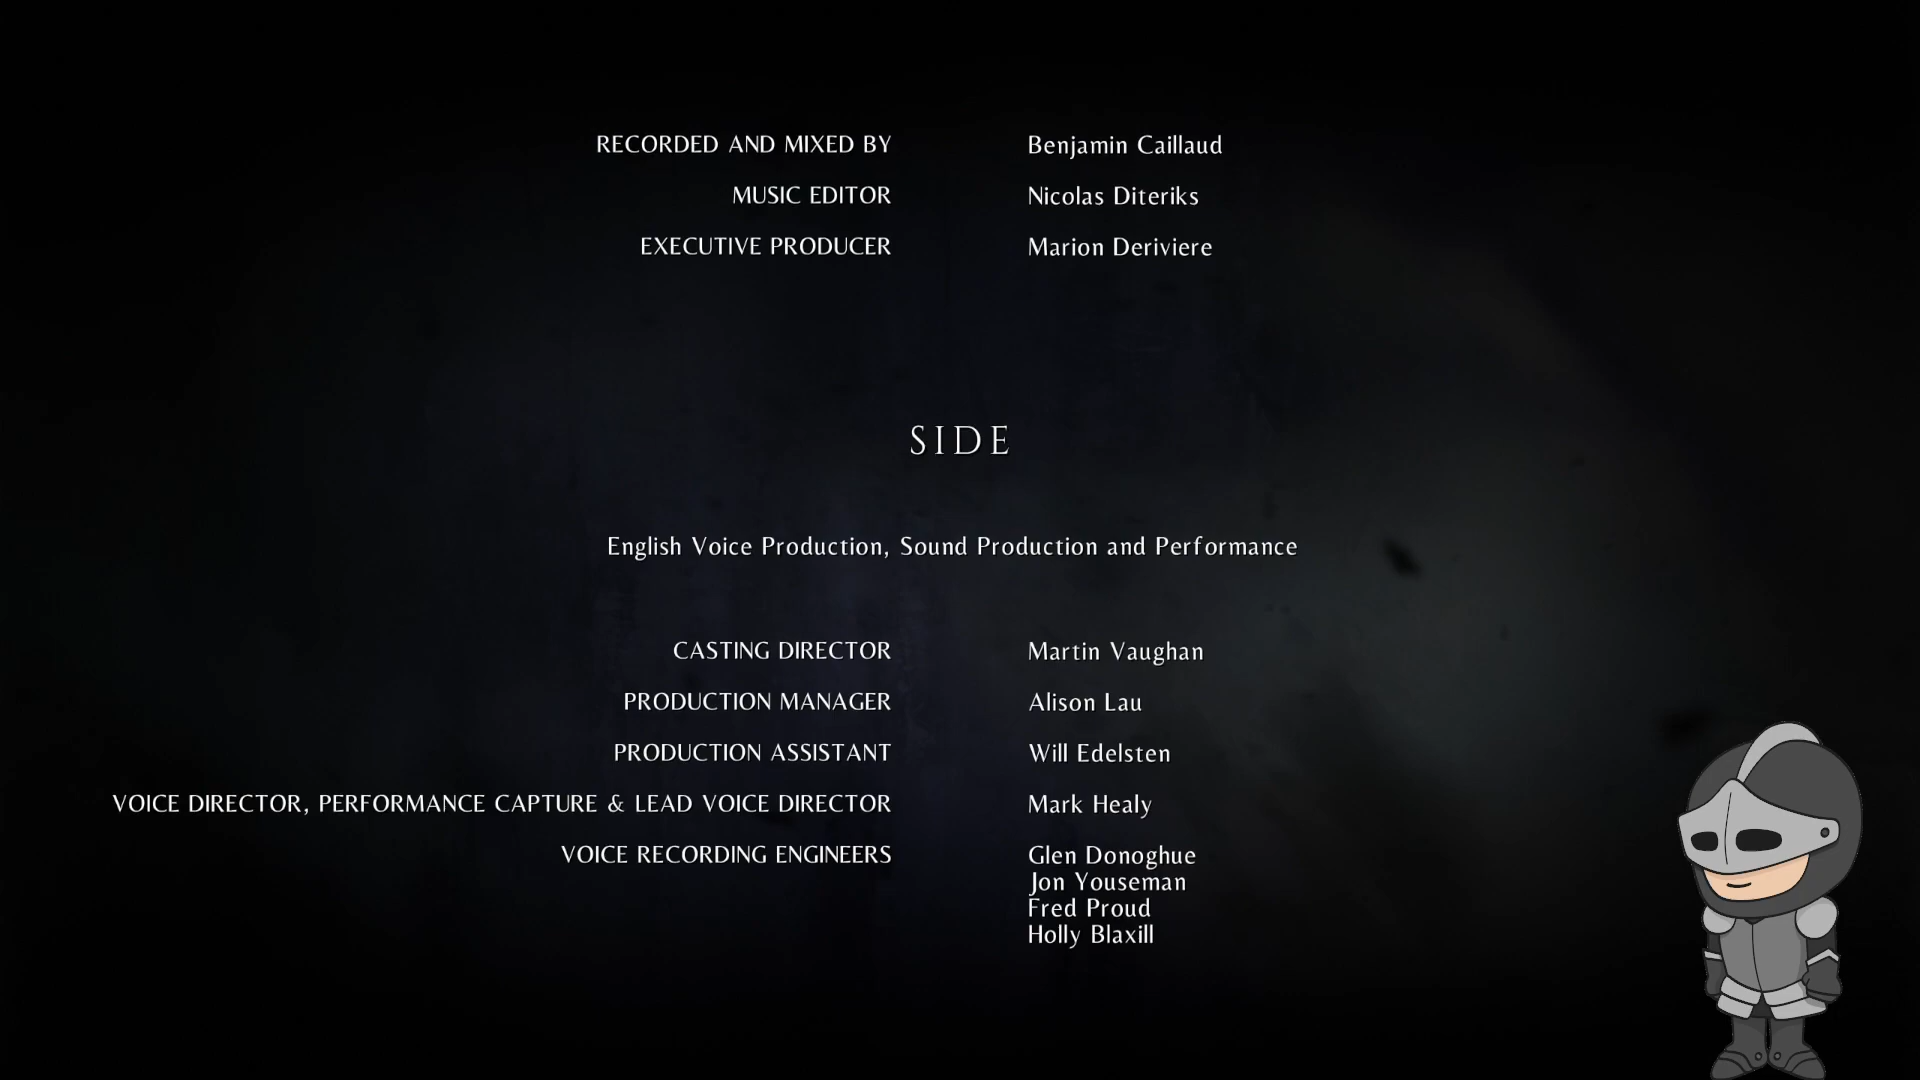 RECORDED AND MIXED BY Benjamin Caillaud
MUSIC EDITOR Nicolas Diteriks
EXECUTIVE PRODUCER Marion Deriviere
SIDE
English Voice Production, Sound Production and Performance
CASTING DIRECTOR Martin Vaughan
PRODUCTION MANAGER Alison Lau
PRODUCTION ASSISTANT Will Edelsten
VOICE DIRECTOR, PERFORMANCE CAPTURE & LEAD VOICE DIRECTOR Mark Healy
VOICE RECORDING ENGINEERS Glen Donoghue
Jon Youseman
Fred Proud
Holly Blaxill